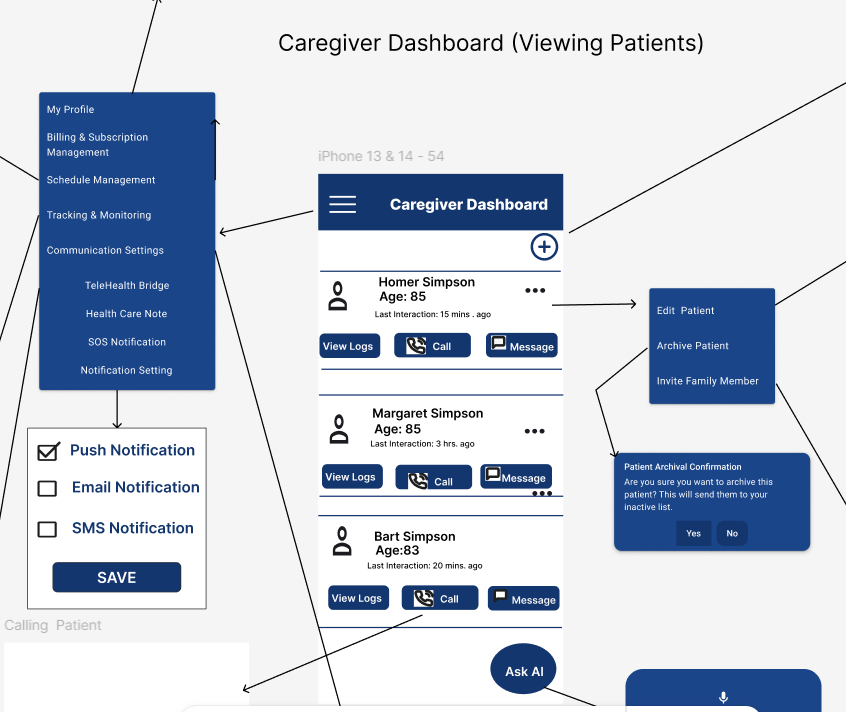 Caregiver Dashboard (Viewing Patients)
My Profile
Billing & Subscription
Management
Schedule Management
Tracking & Monitoring
Communication Settings
TeleHealth Bridge
Health Care Note
SOS Notification
Notification Setting
Push Notification
Email Notification
SMS Notification
SAVE
Calling Patient
iPhone 13 & 14 - 54
Caregiver Dashboard
Homer Simpson
Age: 85
Last Interaction: 15 mins . ago
View Logs Call Message
Margaret Simpson
Age: 85
Last Interaction: 3 hrs. ago
View Logs Call Message
Bart Simpson
Age:83
Last Interaction: 20 mins. ago
View Logs Call Message
Ask AI
Edit Patient
Archive Patient
Invite Family Member
Patient Archival Confirmation
Are you sure you want to archive this
patient? This will send them to your
inactive list.
Yes No